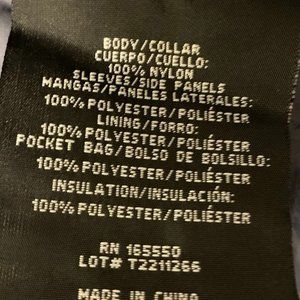 BODY/COLLAR
CUERPO/CUELLO:
100% NYLON
SLEEVES/SIDE PANELS
MANGAS/PANELES LATERALES:
100% POLYESTER/POLIÉSTER
LINING/FORRO:
100% POLYESTER/POLIÉSTER
POCKET BAG/BOLSO DE BOLSILLO:
100% POLYESTER/POLIÉSTER
INSULATION/INSULACIÓN:
100% POLYESTER/POLIÉSTER
RN 165550
LOT# T2211266
MADE IN CHINA